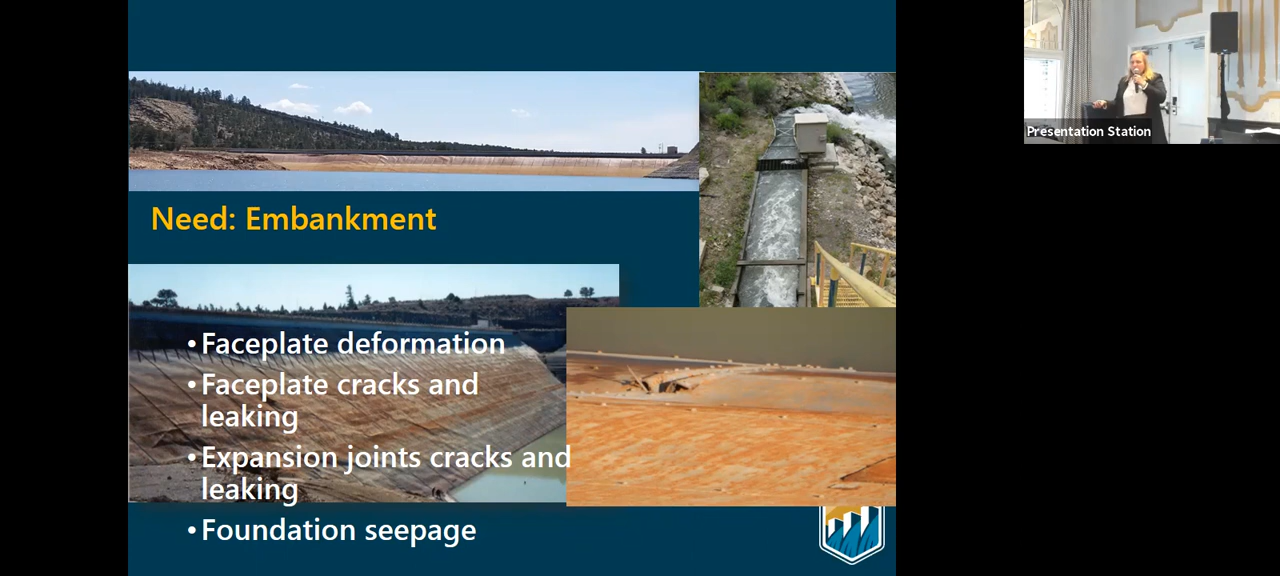 Need: Embankment
• Faceplate deformation
• Faceplate cracks and
leaking
• Expansion joints cracks and
leaking
• Foundation seepage
Presentation Station